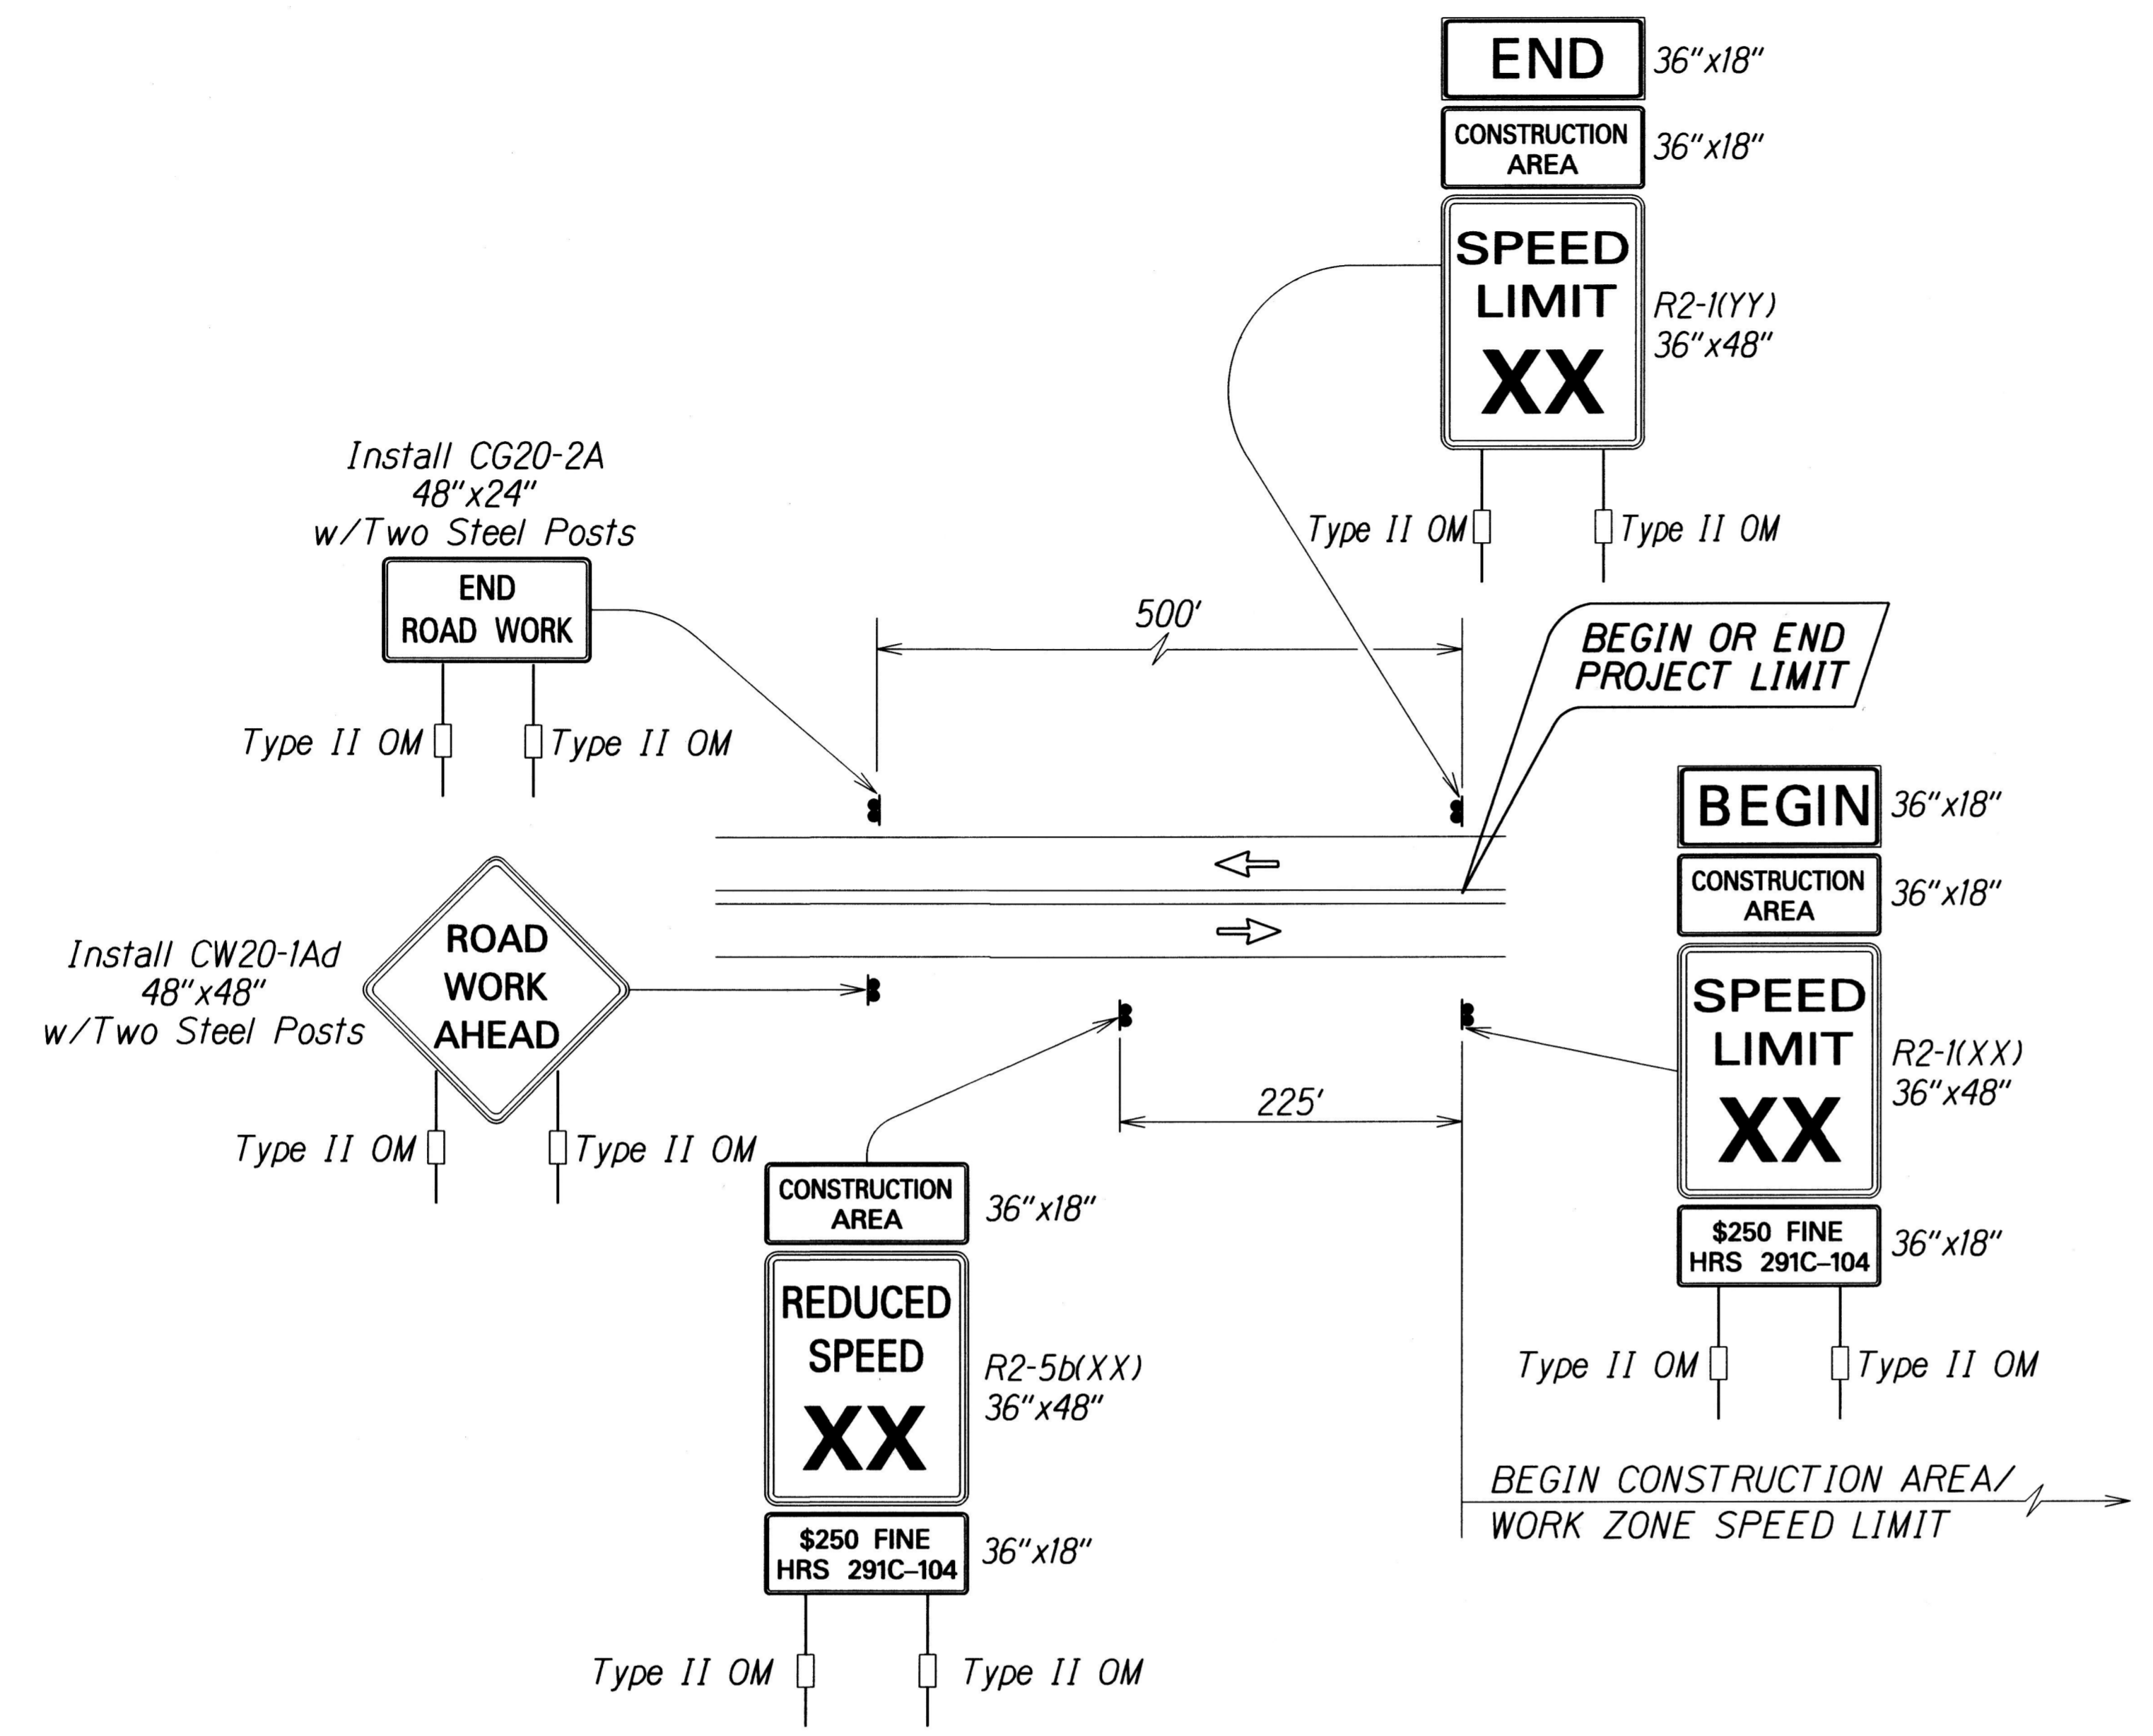 END
36"x18"
CONSTRUCTION
AREA
36"x18"
SPEED
LIMIT
XX
R2-1(YY)
36"x48"
Type II OM
Type II OM
Install CG20-2A
48"x24"
w/Two Steel Posts
END
ROAD WORK
Type II OM
Type II OM
500'
BEGIN OR END
PROJECT LIMIT
BEGIN
36"x18"
CONSTRUCTION
AREA
36"x18"
SPEED
LIMIT
XX
R2-1(XX)
36"x48"
$250 FINE
HRS 291C-104
36"x18"
Type II OM
Type II OM
Install CW20-1Ad
48"x48"
w/Two Steel Posts
ROAD
WORK
AHEAD
Type II OM
Type II OM
225'
CONSTRUCTION
AREA
36"x18"
REDUCED
SPEED
XX
R2-5b(XX)
36"x48"
$250 FINE
HRS 291C-104
36"x18"
Type II OM
Type II OM
BEGIN CONSTRUCTION AREA/
WORK ZONE SPEED LIMIT